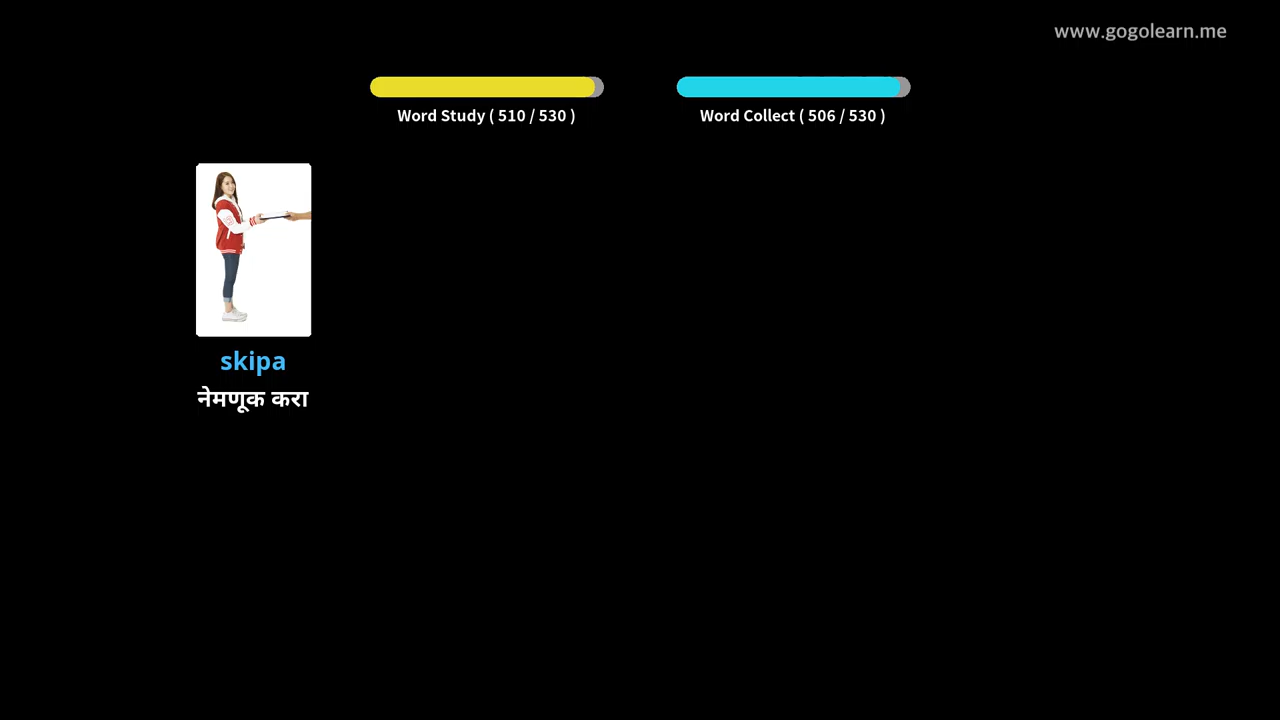 www.gogolearn.me
Word Study ( 510 / 530 )
Word Collect ( 506 / 530 )
skipa
नेमणूक करा